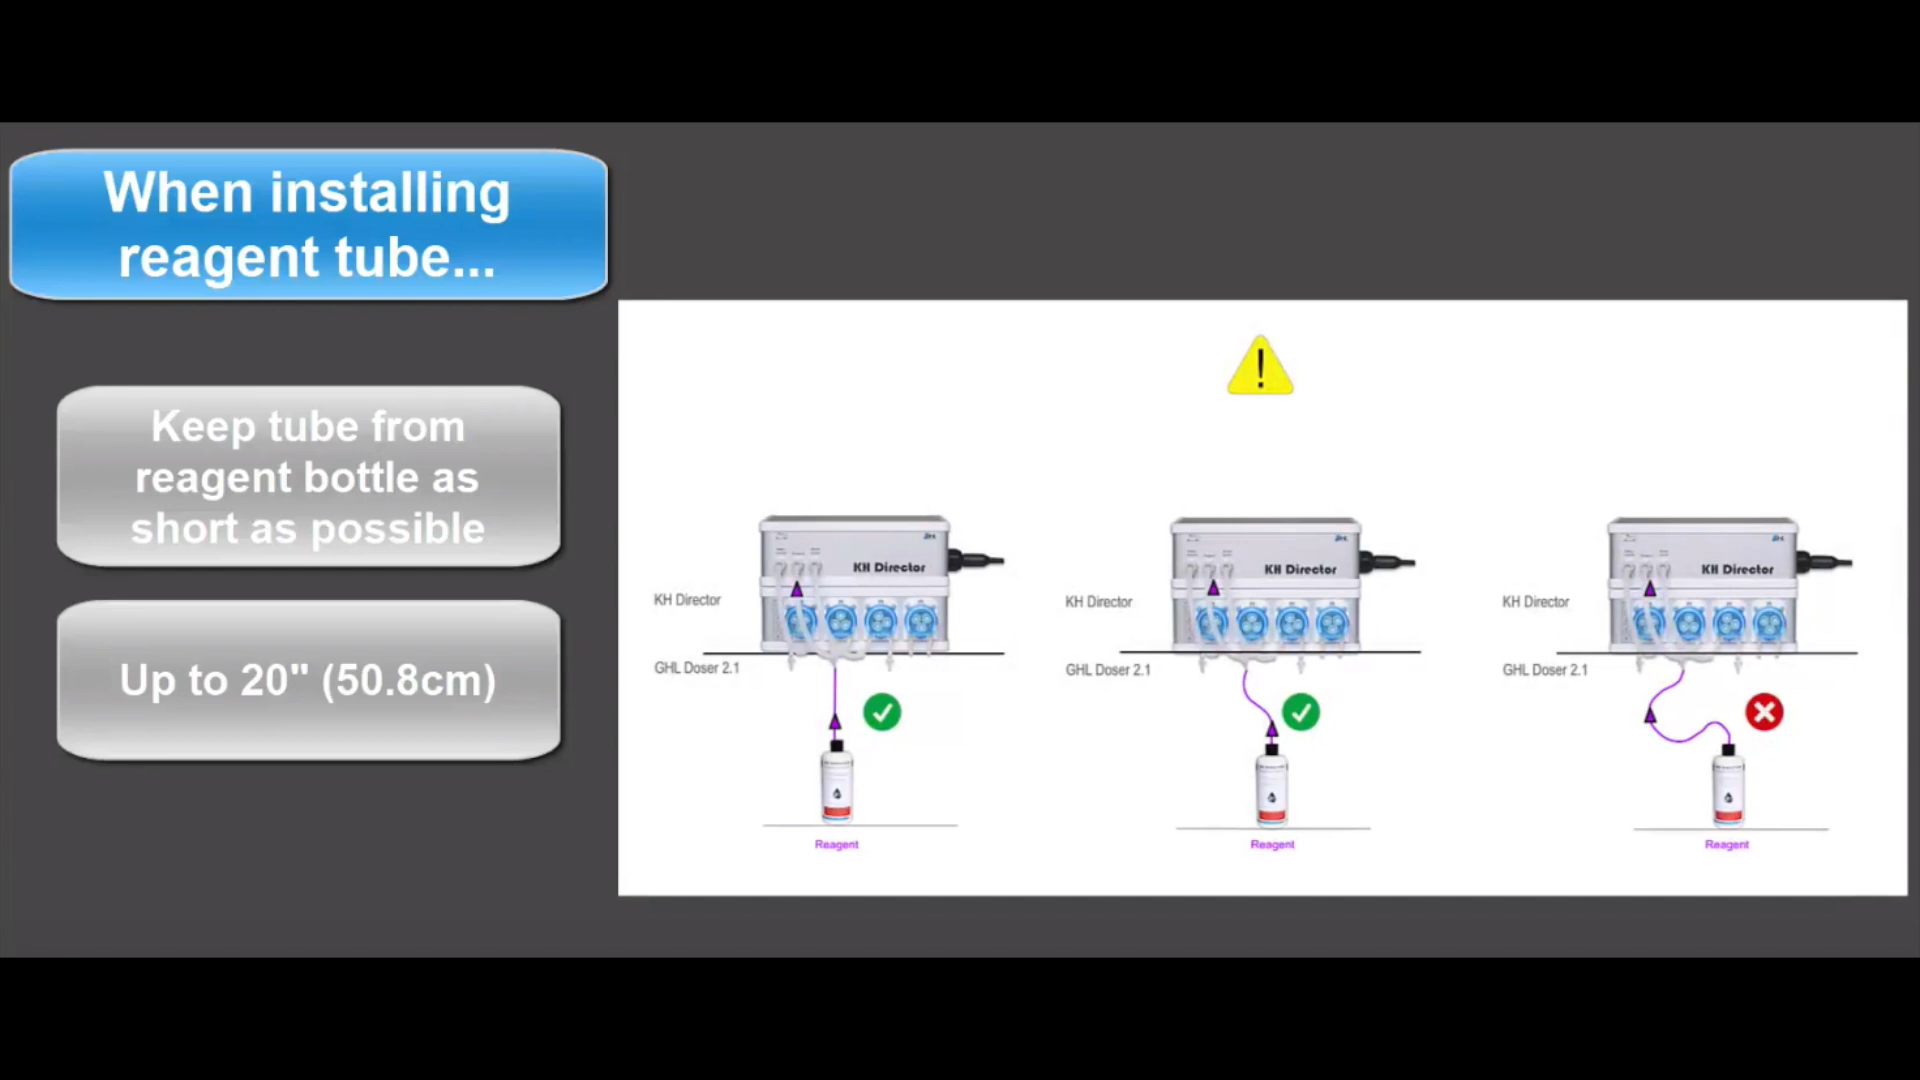 When installing
reagent tube...
Keep tube from
reagent bottle as
short as possible
Up to 20" (50.8cm)
KH Director
KH Director
GHL Doser 2.1
Reagent
KH Director
KH Director
GHL Doser 2.1
Reagent
KH Director
KH Director
GHL Doser 2.1
Reagent